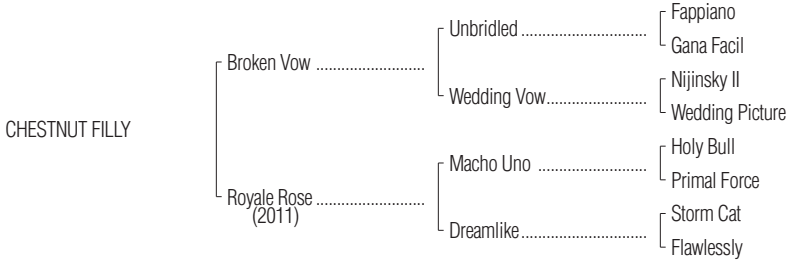 Fappiano
Unbridled ..............................
Gana Facil
Broken Vow ..........................
Nijinsky II
Wedding Vow........................
Wedding Picture
CHESTNUT FILLY
Holy Bull
Macho Uno ..........................
Primal Force
Royale Rose ..........................
(2011)
Storm Cat
Dreamlike..............................
Flawlessly